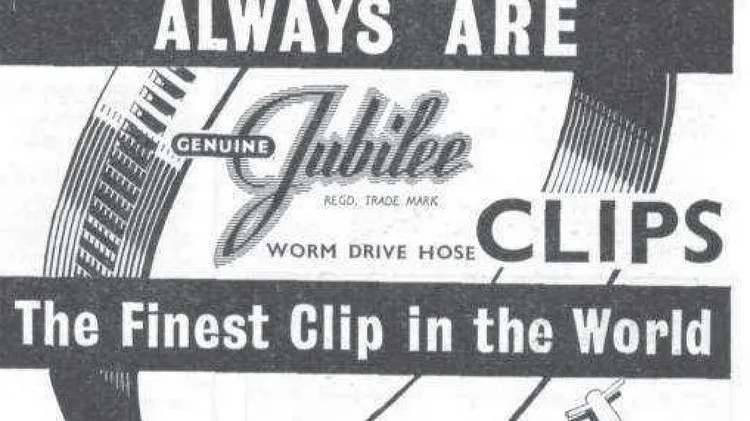 ALWAYS ARE
GENUINE Jubilee
REGD. TRADE MARK
WORM DRIVE HOSE CLIPS
The Finest Clip in the World